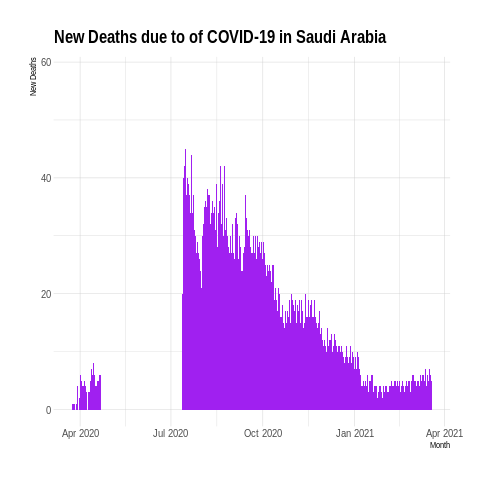 New Deaths due to of COVID-19 in Saudi Arabia
New Deaths
60
40
20
0
Apr 2020 Jul 2020 Oct 2020 Jan 2021 Apr 2021
Month